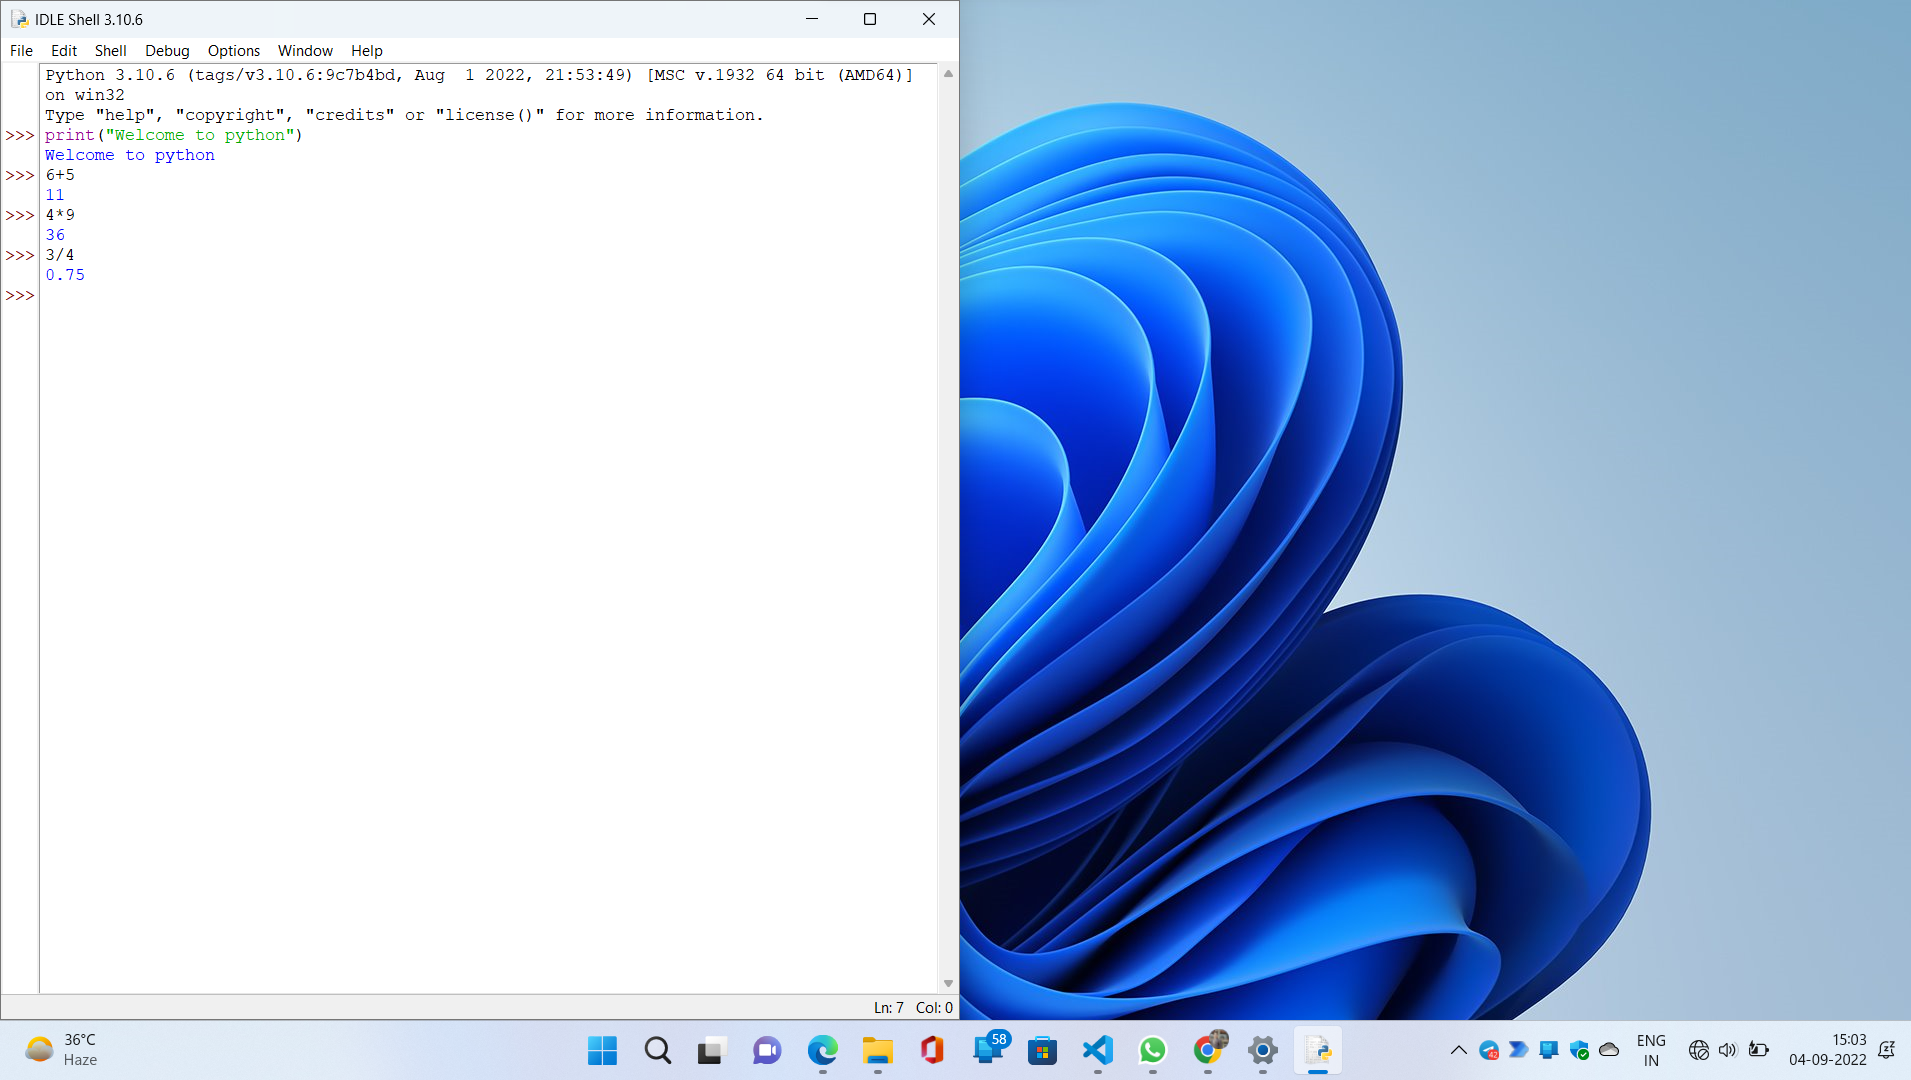 IDLE Shell 3.10.6
File Edit Shell Debug Options Window Help
Python 3.10.6 (tags/v3.10.6:9c7b4bd, Aug  1 2022, 21:53:49) [MSC v.1932 64 bit (AMD64)]
on win32
Type "help", "copyright", "credits" or "license()" for more information.
>>> print("Welcome to python")
Welcome to python
>>> 6+5
11
>>> 4*9
36
>>> 3/4
0.75
>>>
Ln: 7 Col: 0
36°C
Haze
58
42
ENG
IN
15:03
04-09-2022